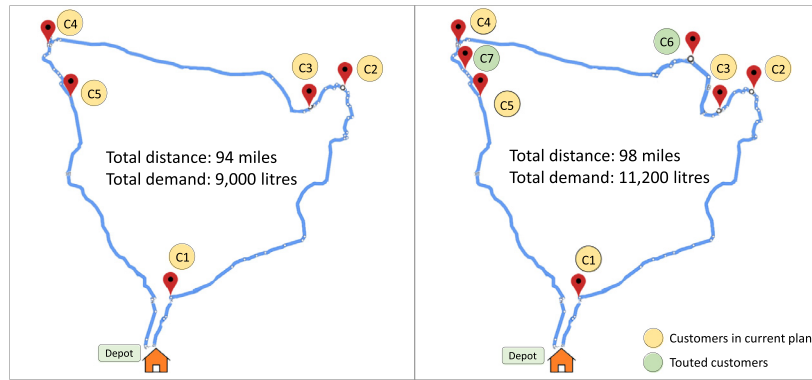 C4
C3
C2
C5
Total distance: 94 miles
Total demand: 9,000 litres
C1
Depot
C4
C6
C7
C3
C2
C5
Total distance: 98 miles
Total demand: 11,200 litres
C1
Depot
Customers in current plan
Touted customers